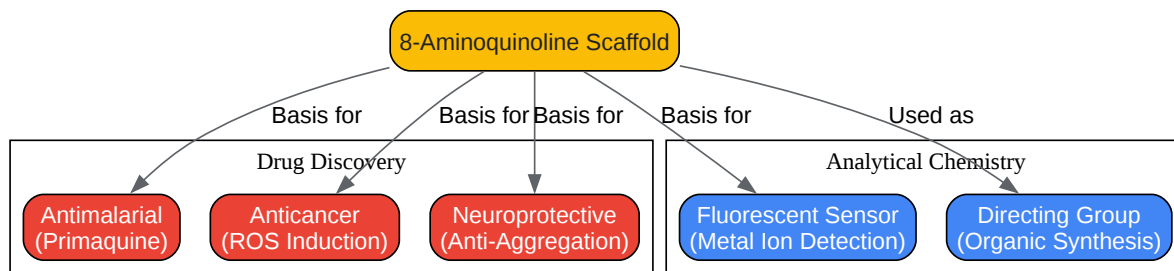 8-Aminoquinoline Scaffold
Basis for
Basis for
Basis for
Basis for
Used as
Drug Discovery
Analytical Chemistry
Antimalarial
(Primaquine)
Anticancer
(ROS Induction)
Neuroprotective
(Anti-Aggregation)
Fluorescent Sensor
(Metal Ion Detection)
Directing Group
(Organic Synthesis)